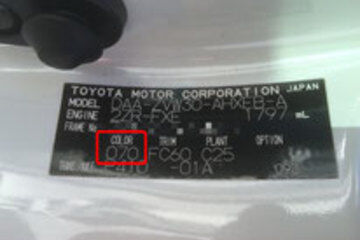 TOYOTA MOTOR CORPORATION JAPAN
MODEL DAA-ZVW30-AHXEB-A
ENGINE 2ZR-FXE 1797 mL
FRAME No.
COLOR TRIM PLANT OPTION
070 FC60 C25
P410 -01A